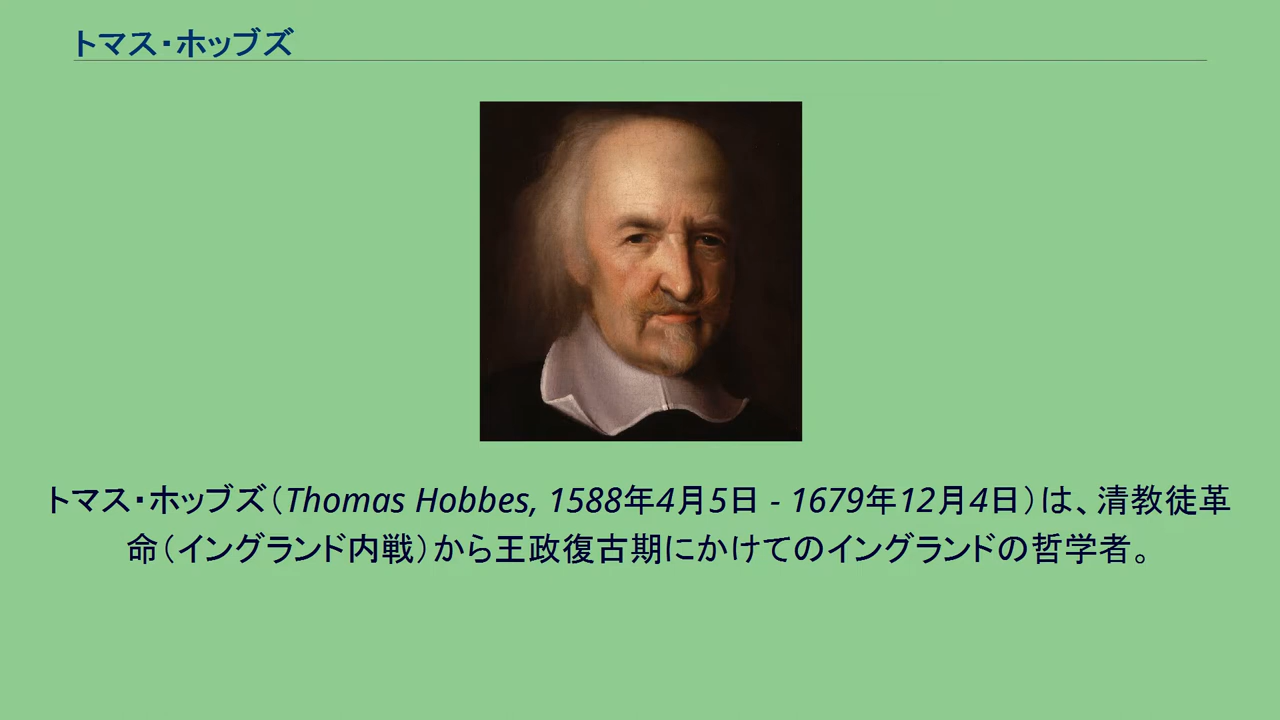 トマス・ホッブズ
トマス・ホッブズ（Thomas Hobbes, 1588年4月5日 - 1679年12月4日）は、清教徒革
命（イングランド内戦）から王政復古期にかけてのイングランドの哲学者。